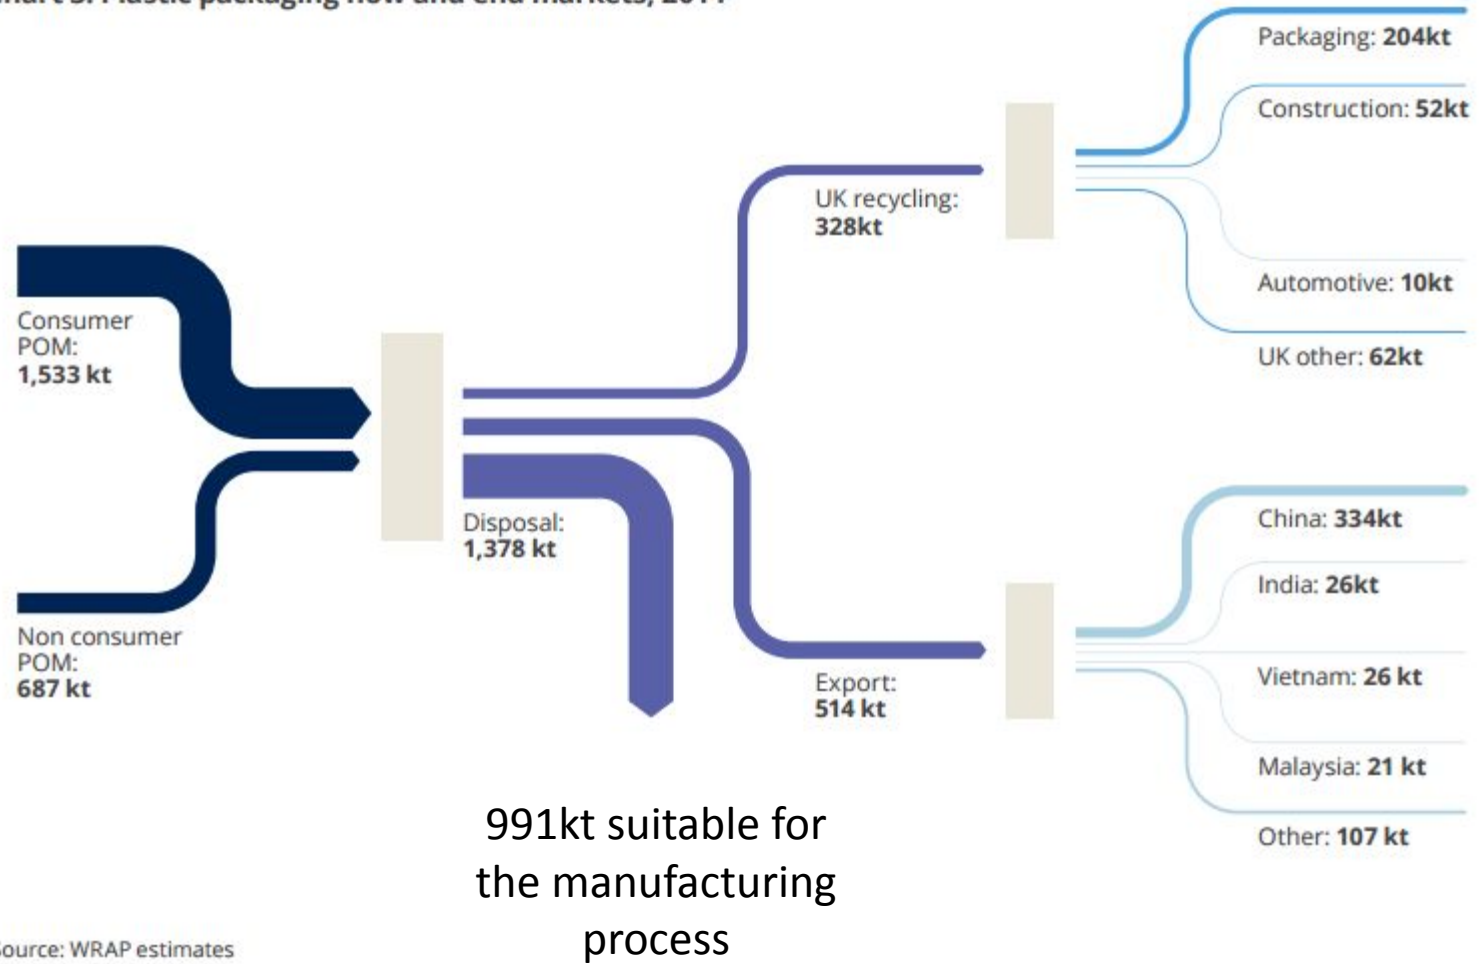 Packaging: 204kt
Construction: 52kt
UK recycling:
328kt
Automotive: 10kt
UK other: 62kt
Consumer
POM:
1,533 kt
Disposal:
1,378 kt
Non consumer
POM:
687 kt
Export:
514 kt
China: 334kt
India: 26kt
Vietnam: 26 kt
Malaysia: 21 kt
Other: 107 kt
991kt suitable for
the manufacturing
process
Source: WRAP estimates